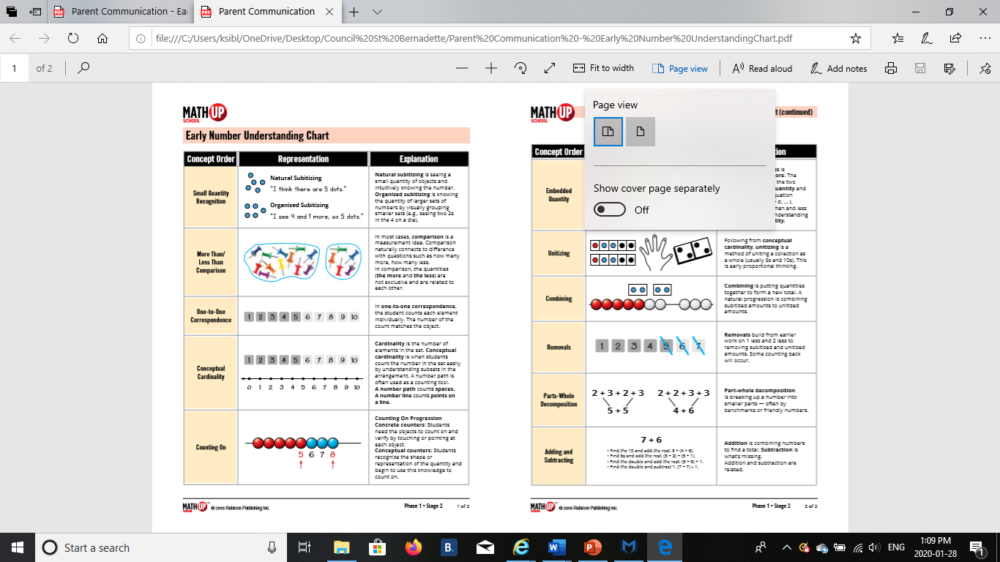 Parent Communication - Ea
Parent Communication
file:///C:/Users/ksibl/OneDrive/Desktop/Council%20St%20Bernadette/Parent%20Communication%20-%20Early%20Number%20UnderstandingChart.pdf
1 of 2
Fit to width
Page view
Read aloud
Add notes
MATH UP
SCHOOL
Early Number Understanding Chart
Concept Order Representation Explanation
Small Quantity
Recognition
Natural Subitizing
"I think there are 5 dots."
Organized Subitizing
"I see 4 and 1 more, so 5 dots."
Natural subitizing is seeing a
small quantity of objects and
intuitively knowing the number.
Organized subitizing is knowing
the quantity of larger sets of
numbers by visually grouping
smaller sets (e.g., seeing two 2s
in the 4 on a die).
More Than/
Less Than
Comparison
In most cases, comparison is a
measurement idea. Comparison
naturally connects to difference
with questions such as how many
more, how many less.
In comparison, the quantities
(the more and the less) are
not exclusive and are related to
each other.
One-to-One
Correspondence
1 2 3 4 5 6 7 8 9 10
In one-to-one correspondence,
the student counts each element
individually. The number of the
count matches the object.
Conceptual
Cardinality
1 2 3 4 5 6 7 8 9 10
0 1 2 3 4 5 6 7 8 9 10
Cardinality is the number of
elements in the set. Conceptual
cardinality is when students
count the number in the set easily
by understanding subsets in the
arrangement. A number path is
often used as a counting tool.
A number path counts spaces.
A number line counts points on
a line.
Counting On
5 6 7 8
Counting On Progression
Concrete counters: Students
need the objects to count on and
verify by touching or pointing at
each object.
Conceptual counters: Students
recognize the shape or
representation of the quantity and
begin to use this knowledge to
count on.
MATH UP
SCHOOL
© 2018 Rubicon Publishing Inc.
Phase 1 • Stage 2 1 of 2
MATH UP
SCHOOL
t (continued)
Page view
Show cover page separately
Off
Concept Order
ion
Embedded
Quantity
ss is
ore. The
the two
uantity and
quation
han and less
nderstanding
tity.
Unitizing
Following from conceptual
cardinality, unitizing is a
method of uniting a collection as
a whole (usually 5s and 10s). This
is early proportional thinking.
Combining
Combining is putting quantities
together to form a new total. A
natural progression is combining
subitized amounts to unitized
amounts.
Removals
1 2 3 4 5 6 7
Removals build from earlier
work on 1 less and 2 less to
removing subitized and unitized
amounts. Some counting back
will occur.
Parts-Whole
Decomposition
2 + 3 + 2 + 3 2 + 2 + 3 + 3
5 + 5 4 + 6
Part-whole decomposition
is breaking up a number into
smaller parts — often by
benchmarks or friendly numbers.
Adding and
Subtracting
7 + 6
• Find the 10 and add the rest: 3 + (4 + 6).
• Find 5s and add the rest: (5 + 2) + (5 + 1).
• Find the double and add the rest: (6 + 6) + 1.
• Find the double and subtract 1: (7 + 7) – 1.
Addition is combining numbers
to find a total. Subtraction is
what's missing.
Addition and subtraction are
related.
MATH UP
SCHOOL
© 2018 Rubicon Publishing Inc.
Phase 1 • Stage 2 2 of 2
Start a search
ENG
1:09 PM
2020-01-28